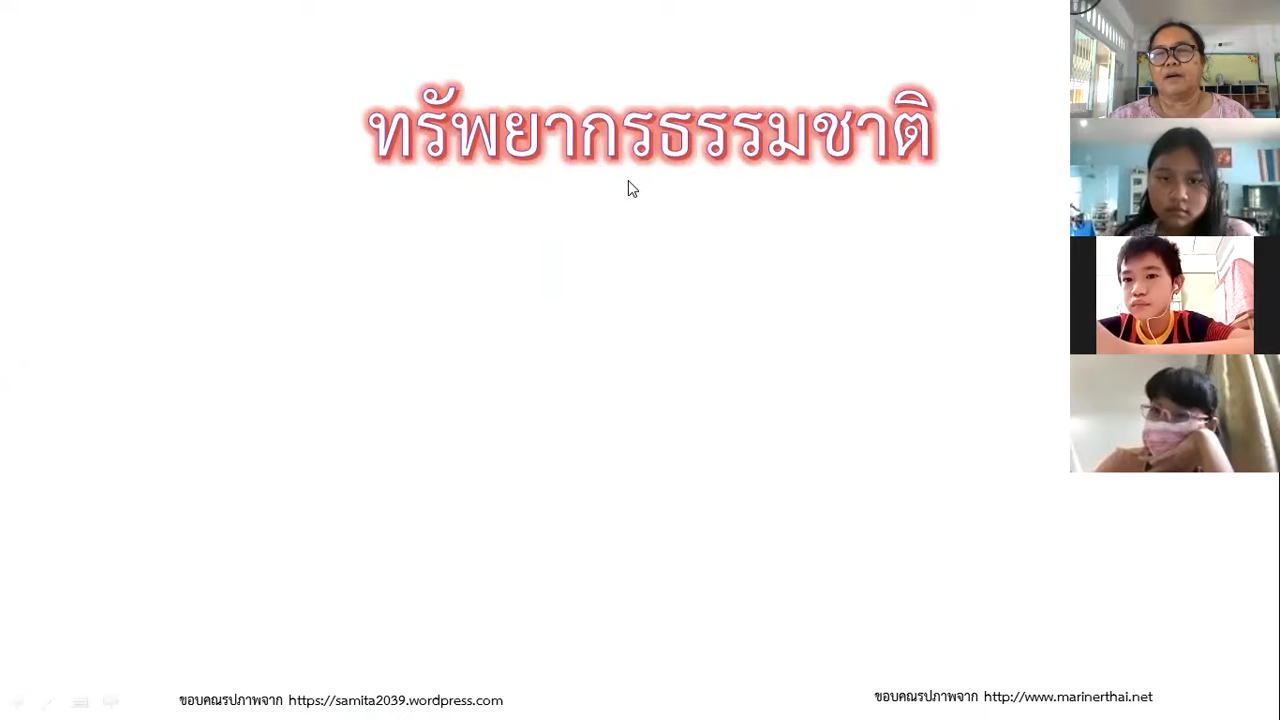 ทรัพยากรธรรมชาติ
ขอบคุณรูปภาพจาก https://samita2039.wordpress.com
ขอบคุณรูปภาพจาก http://www.marinerthai.net